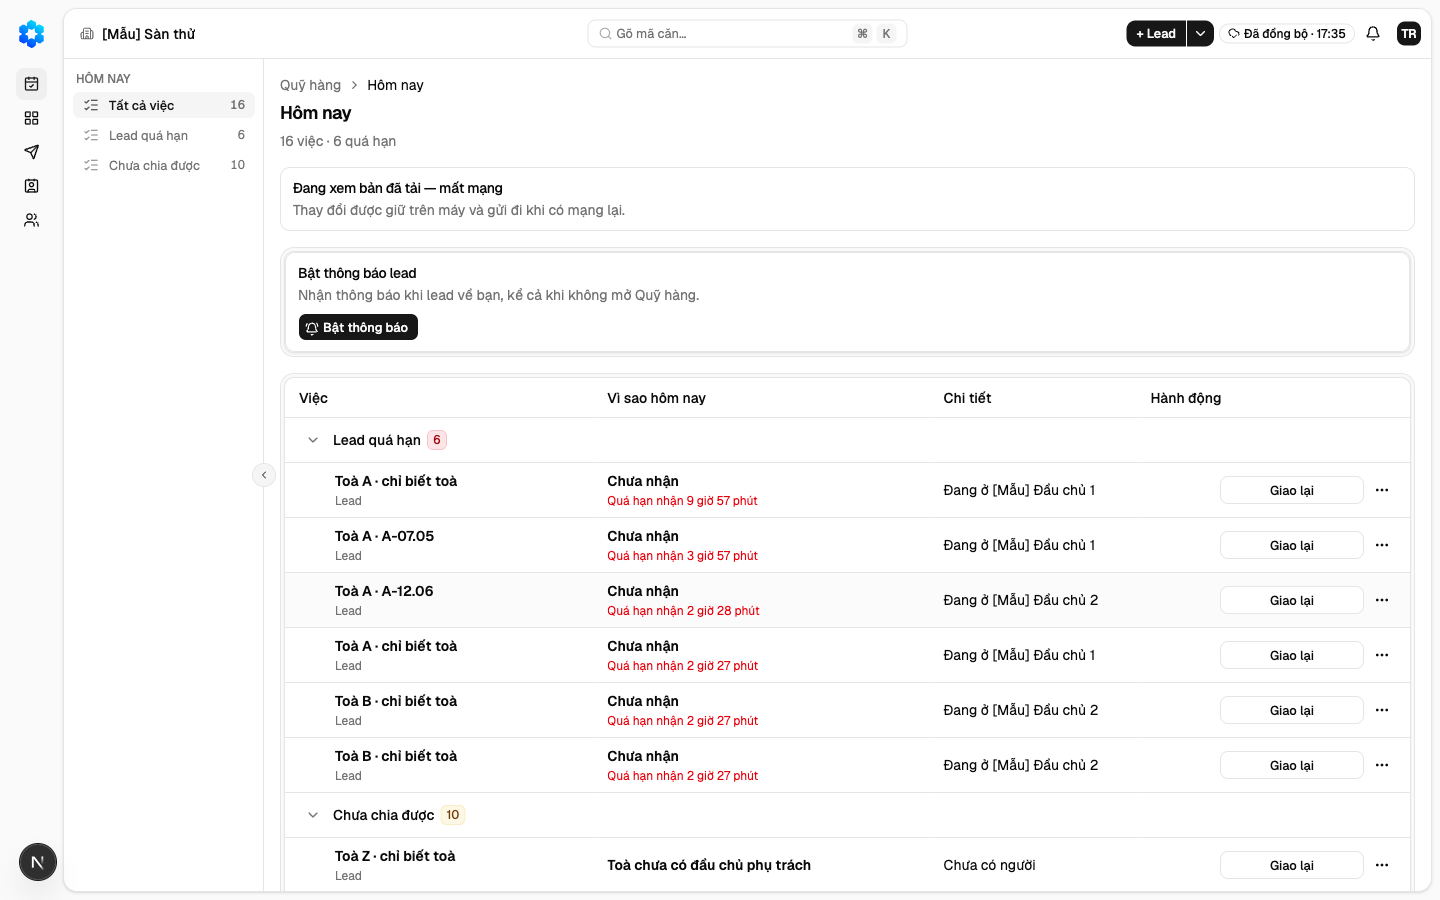 [Mẫu] Sàn thử
Gõ mã căn...
⌘ K
+ Lead
Đã đồng bộ · 17:35
TR
HÔM NAY
Tất cả việc 16
Lead quá hạn 6
Chưa chia được 10
Quỹ hàng > Hôm nay
Hôm nay
16 việc · 6 quá hạn
Đang xem bản đã tải — mất mạng
Thay đổi được giữ trên máy và gửi đi khi có mạng lại.
Bật thông báo lead
Nhận thông báo khi lead về bạn, kể cả khi không mở Quỹ hàng.
Bật thông báo
Việc Vì sao hôm nay Chi tiết Hành động
Lead quá hạn 6
Toà A · chỉ biết toà Chưa nhận
Lead Quá hạn nhận 9 giờ 57 phút Đang ở [Mẫu] Đầu chủ 1 Giao lại
Toà A · A-07.05 Chưa nhận
Lead Quá hạn nhận 3 giờ 57 phút Đang ở [Mẫu] Đầu chủ 1 Giao lại
Toà A · A-12.06 Chưa nhận
Lead Quá hạn nhận 2 giờ 28 phút Đang ở [Mẫu] Đầu chủ 2 Giao lại
Toà A · chỉ biết toà Chưa nhận
Lead Quá hạn nhận 2 giờ 27 phút Đang ở [Mẫu] Đầu chủ 1 Giao lại
Toà B · chỉ biết toà Chưa nhận
Lead Quá hạn nhận 2 giờ 27 phút Đang ở [Mẫu] Đầu chủ 2 Giao lại
Toà B · chỉ biết toà Chưa nhận
Lead Quá hạn nhận 2 giờ 27 phút Đang ở [Mẫu] Đầu chủ 2 Giao lại
Chưa chia được 10
Toà Z · chỉ biết toà
Lead Toà chưa có đầu chủ phụ trách Chưa có người Giao lại
N